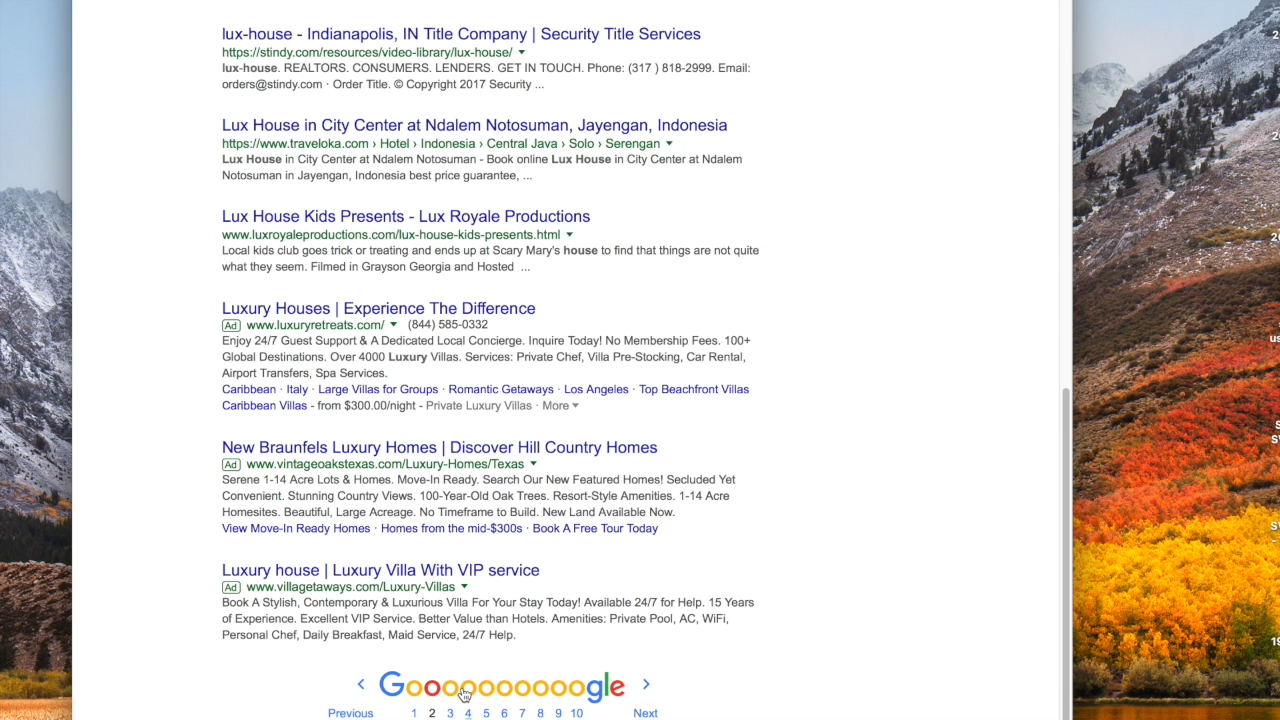 lux-house - Indianapolis, IN Title Company | Security Title Services
https://stindy.com/resources/video-library/lux-house/
lux-house. REALTORS. CONSUMERS. LENDERS. GET IN TOUCH. Phone: (317 ) 818-2999. Email:
orders@stindy.com · Order Title. © Copyright 2017 Security ...
Lux House in City Center at Ndalem Notosuman, Jayengan, Indonesia
https://www.traveloka.com › Hotel › Indonesia › Central Java › Solo › Serengan
Lux House in City Center at Ndalem Notosuman - Book online Lux House in City Center at Ndalem
Notosuman in Jayengan, Indonesia best price guarantee, ...
Lux House Kids Presents - Lux Royale Productions
www.luxroyaleproductions.com/lux-house-kids-presents.html
Local kids club goes trick or treating and ends up at Scary Mary's house to find that things are not quite
what they seem. Filmed in Grayson Georgia and Hosted ...
Luxury Houses | Experience The Difference
Ad www.luxuryretreats.com/ (844) 585-0332
Enjoy 24/7 Guest Support & A Dedicated Local Concierge. Inquire Today! No Membership Fees. 100+
Global Destinations. Over 4000 Luxury Villas. Services: Private Chef, Villa Pre-Stocking, Car Rental,
Airport Transfers, Spa Services.
Caribbean · Italy · Large Villas for Groups · Romantic Getaways · Los Angeles · Top Beachfront Villas
Caribbean Villas - from $300.00/night - Private Luxury Villas · More
New Braunfels Luxury Homes | Discover Hill Country Homes
Ad www.vintageoakstexas.com/Luxury-Homes/Texas
Serene 1-14 Acre Lots & Homes. Move-In Ready. Search Our New Featured Homes! Secluded Yet
Convenient. Stunning Country Views. 100-Year-Old Oak Trees. Resort-Style Amenities. 1-14 Acre
Homesites. Beautiful, Large Acreage. No Timeframe to Build. New Land Available Now.
View Move-In Ready Homes · Homes from the mid-$300s · Book A Free Tour Today
Luxury house | Luxury Villa With VIP service
Ad www.villagetaways.com/Luxury-Villas
Book A Stylish, Contemporary & Luxurious Villa For Your Stay Today! Available 24/7 for Help. 15 Years
of Experience. Excellent VIP Service. Better Value than Hotels. Amenities: Private Pool, AC, WiFi,
Personal Chef, Daily Breakfast, Maid Service, 24/7 Help.
Goooooooooogle
Previous 1 2 3 4 5 6 7 8 9 10 Next